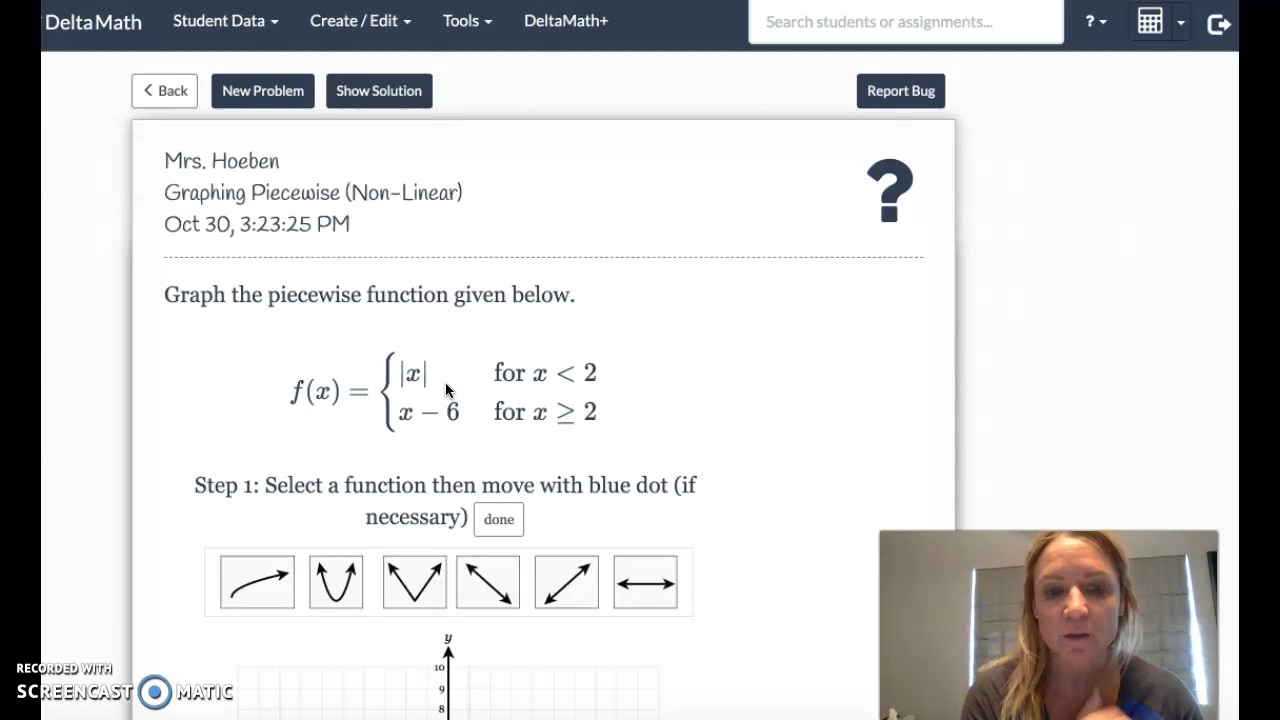 DeltaMath Student Data Create / Edit Tools DeltaMath+ Search students or assignments... ?
Back New Problem Show Solution Report Bug
Mrs. Hoeben
Graphing Piecewise (Non-Linear)
Oct 30, 3:23:25 PM
?
Graph the piecewise function given below.
f(x) = { |x| for x < 2
x − 6 for x ≥ 2
Step 1: Select a function then move with blue dot (if
necessary) done
y
10
9
8
RECORDED WITH
SCREENCAST MATIC